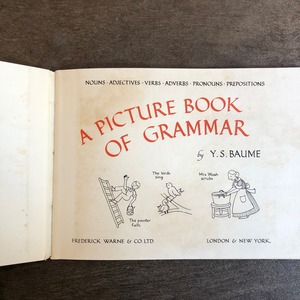 NOUNS · ADJECTIVES · VERBS · ADVERBS · PRONOUNS · PREPOSITIONS
A PICTURE BOOK
OF GRAMMAR
by Y. S. BAUME
The birds
sing
Mrs Wash
scrubs
The painter
falls
FREDERICK WARNE & CO. LTD. LONDON & NEW YORK.